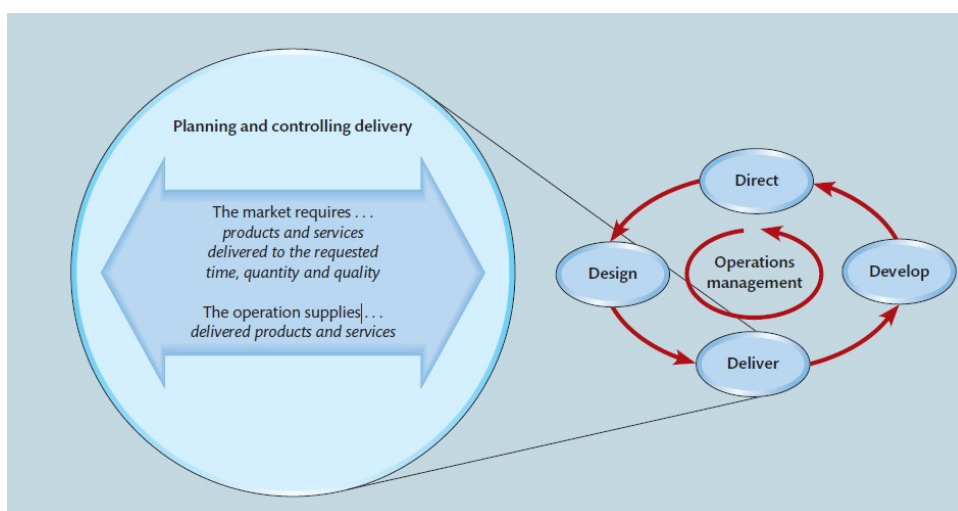 Planning and controlling delivery
The market requires . . .
products and services
delivered to the requested
time, quantity and quality
The operation supplies . . .
delivered products and services
Direct
Design
Operations
management
Develop
Deliver